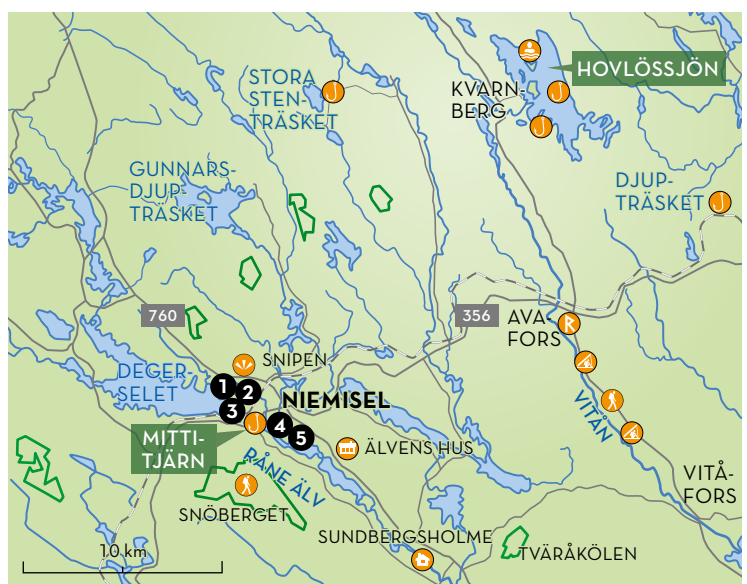 STORA
STEN-
TRÄSKET
KVARN-
BERG
HOVLÖSSJÖN
GUNNARS-
DJUP-
TRÄSKET
DJUP-
TRÄSKET
760
356
AVA-
FORS
SNIPEN
DEGER-
SELET
1
2
3
NIEMISEL
4
5
MITTI-
TJÄRN
ÄLVENS HUS
VITÅN
RÅNE ÄLV
VITÅ-
FORS
SNÖBERGET
SUNDBERGSHOLME
TVÄRÅKÖLEN
10 km
R